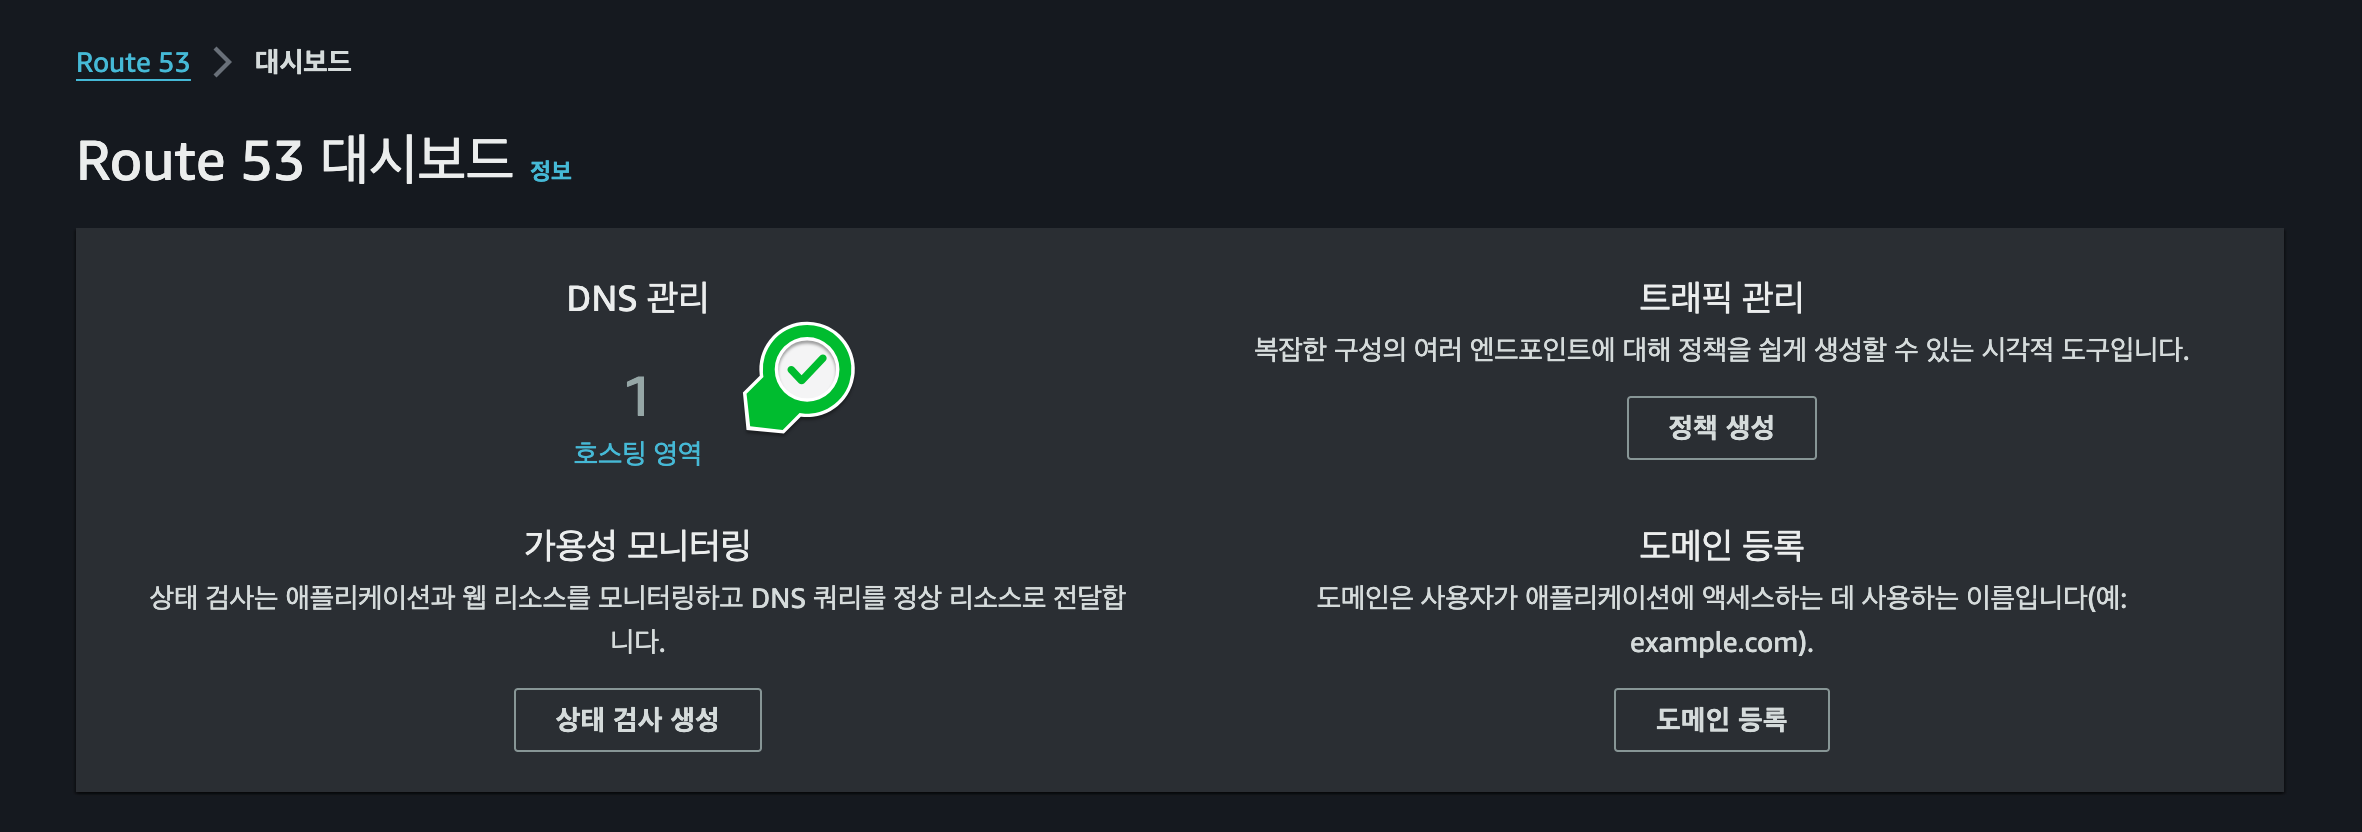 Route 53 > 대시보드
Route 53 대시보드 정보
DNS 관리
1
호스팅 영역
트래픽 관리
복잡한 구성의 여러 엔드포인트에 대해 정책을 쉽게 생성할 수 있는 시각적 도구입니다.
정책 생성
가용성 모니터링
상태 검사는 애플리케이션과 웹 리소스를 모니터링하고 DNS 쿼리를 정상 리소스로 전달합
니다.
상태 검사 생성
도메인 등록
도메인은 사용자가 애플리케이션에 액세스하는 데 사용하는 이름입니다(예:
example.com).
도메인 등록